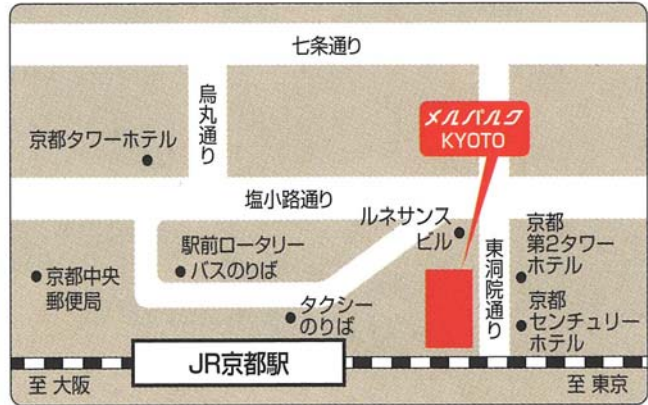 七条通り
烏丸通り
メルパルク
KYOTO
京都タワーホテル
塩小路通り
ルネサンス
ビル
駅前ロータリー
バスのりば
京都中央
郵便局
タクシー
のりば
東洞院通り
京都
第2タワー
ホテル
京都
センチュリー
ホテル
JR京都駅
至 大阪
至 東京